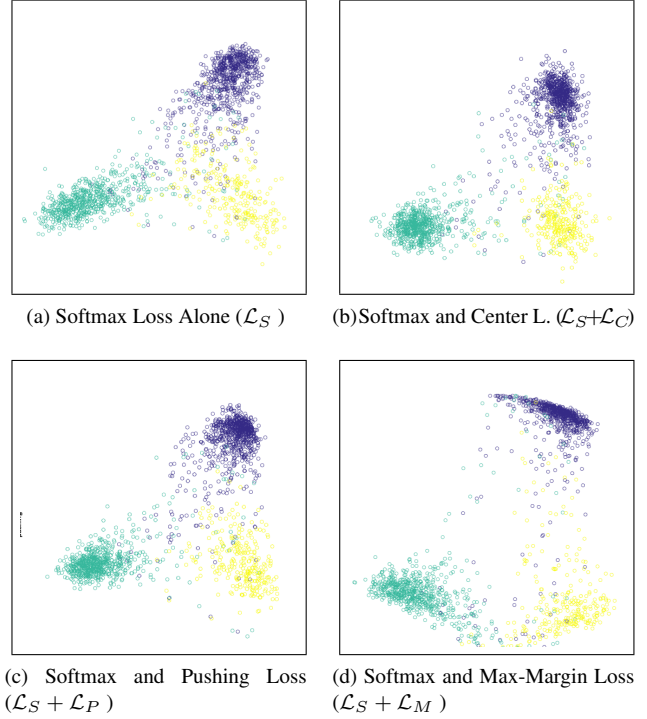 (a) Softmax Loss Alone (ℒ_S )
(b)Softmax and Center L. (ℒ_S+ℒ_C)
(c) Softmax and Pushing Loss
(ℒ_S + ℒ_P )
(d) Softmax and Max-Margin Loss
(ℒ_S + ℒ_M )